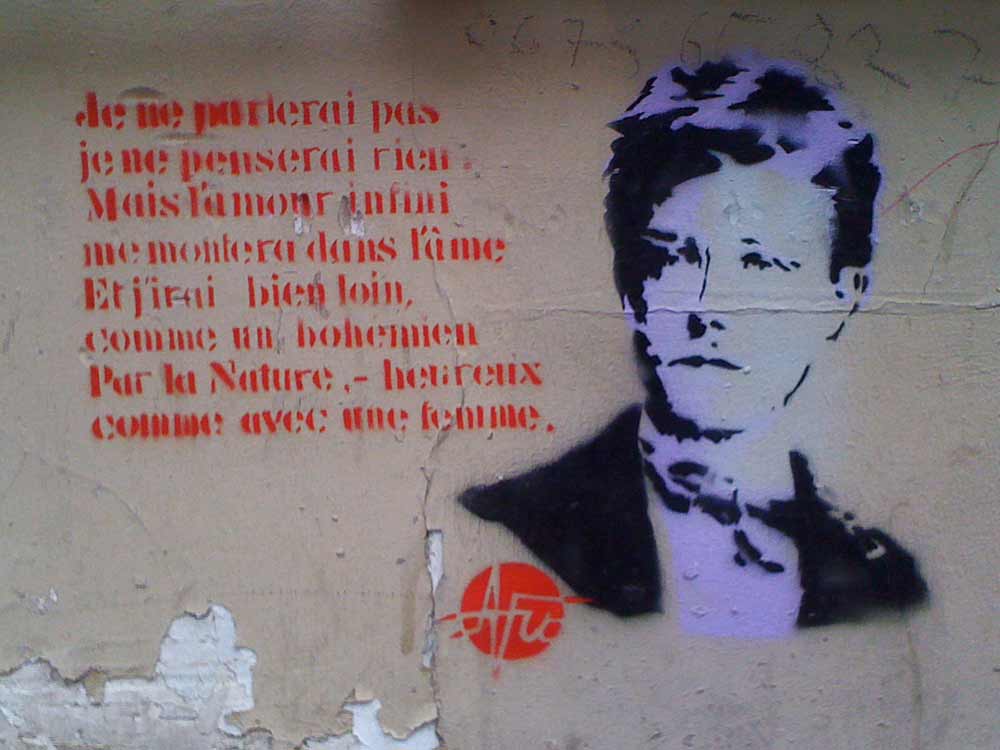 Je ne parlerai pas
je ne penserai rien :
Mais l'amour infini
me montera dans l'âme
Et j'irai bien loin,
comme un bohemien
Par la Nature ,- heureux
comme avec une femme.